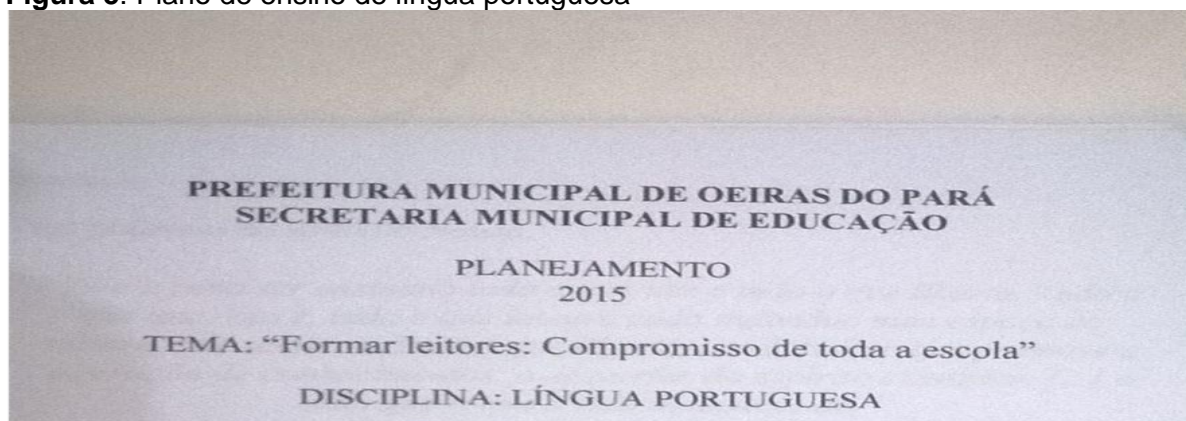 Plano de ensino de língua portuguesa
PREFEITURA MUNICIPAL DE OEIRAS DO PARÁ
SECRETARIA MUNICIPAL DE EDUCAÇÃO
PLANEJAMENTO
2015
TEMA: “Formar leitores: Compromisso de toda a escola”
DISCIPLINA: LÍNGUA PORTUGUESA